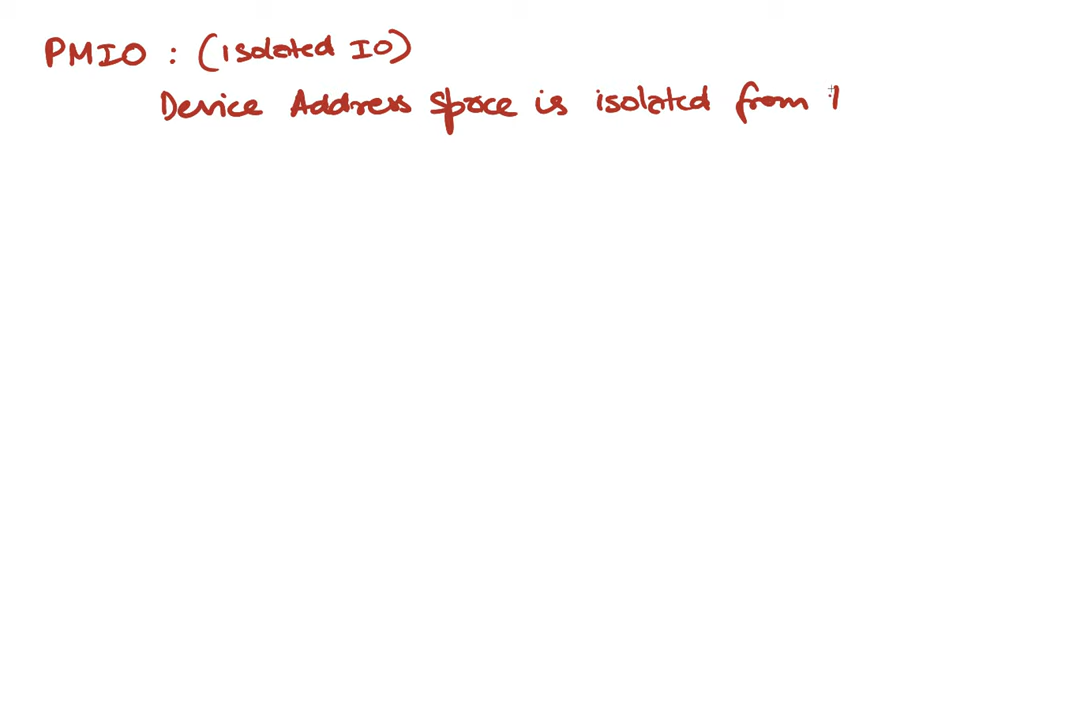 PMIO : (Isolated IO)
Device Address Space is isolated from